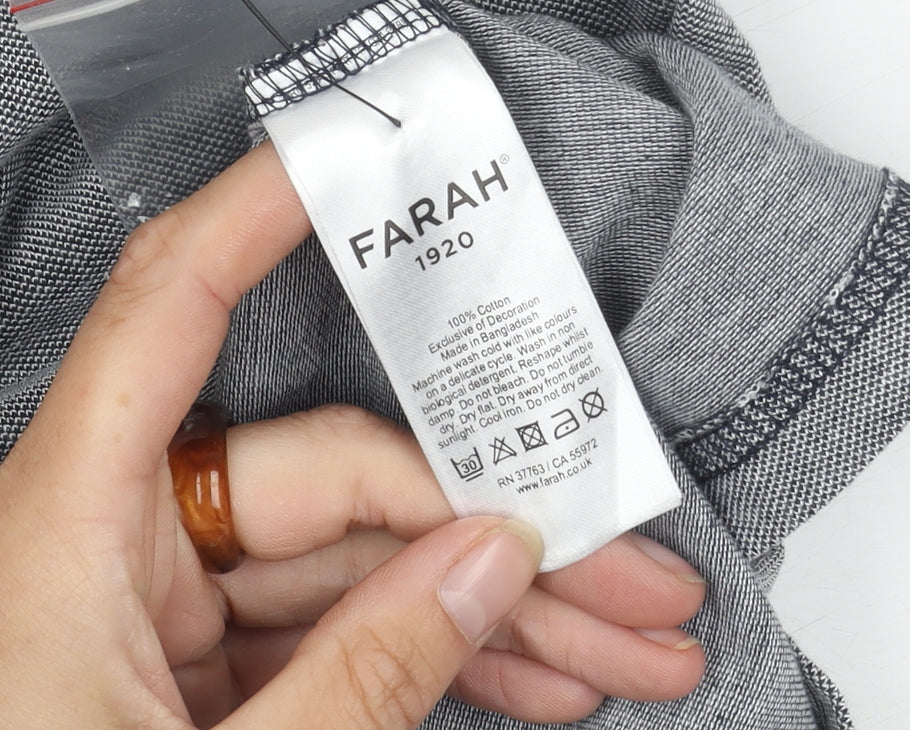 FARAH®
1920
100% Cotton
Exclusive of Decoration
Made in Bangladesh
Machine wash cold with like colours
on a delicate cycle. Wash in non
biological detergent. Reshape whilst
damp. Do not bleach. Do not tumble
dry. Dry flat. Dry away from direct
sunlight. Cool iron. Do not dry clean.
30
RN 37763 / CA 55972
www.farah.co.uk